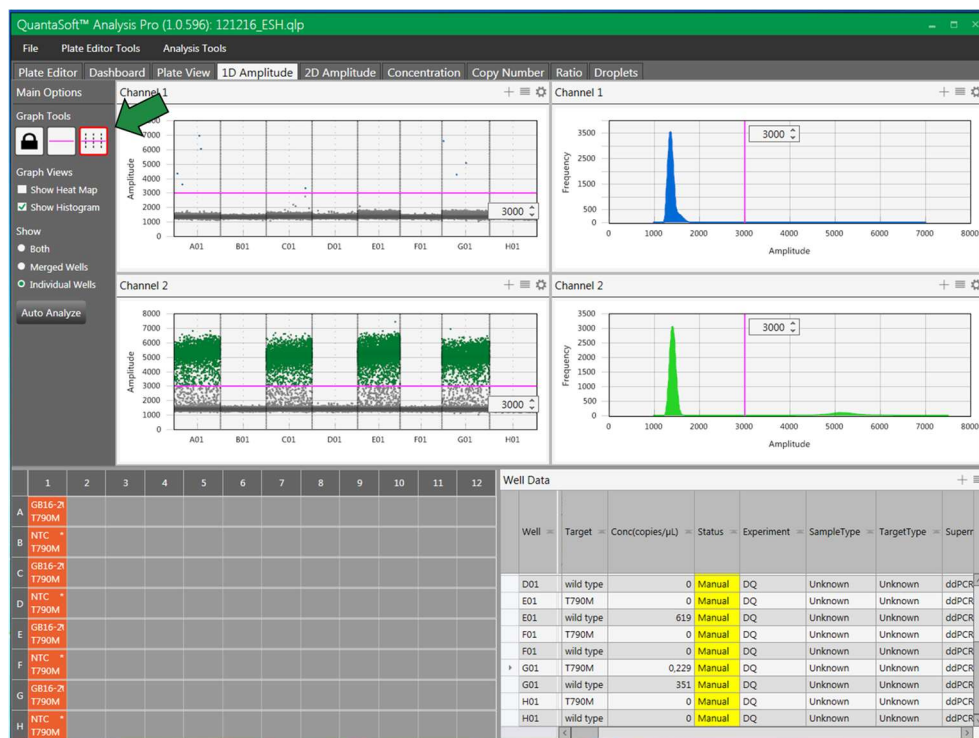 QuantaSoft™ Analysis Pro (1.0.596): 121216_ESH.qlp
File Plate Editor Tools Analysis Tools
Plate Editor Dashboard Plate View 1D Amplitude 2D Amplitude Concentration Copy Number Ratio Droplets
Main Options
Graph Tools
Graph Views
Show Heat Map
Show Histogram
Show
Both
Merged Wells
Individual Wells
Auto Analyze
Channel 1
7000
6000
5000
4000
3000
2000
1000
0
Amplitude
3000
A01 B01 C01 D01 E01 F01 G01 H01
Channel 1
3500
2500
1500
500
0
Frequency
3000
0 1000 2000 3000 4000 5000 6000 7000 8000
Amplitude
Channel 2
8000
7000
6000
5000
4000
3000
2000
1000
0
Amplitude
3000
A01 B01 C01 D01 E01 F01 G01 H01
Channel 2
3500
3000
2500
2000
1500
1000
500
0
Frequency
3000
0 1000 2000 3000 4000 5000 6000 7000 8000
Amplitude
1 2 3 4 5 6 7 8 9 10 11 12
A GB16-21
T790M
B NTC *
T790M
C GB16-21
T790M
D NTC *
T790M
E GB16-21
T790M
F NTC *
T790M
G GB16-21
T790M
H NTC *
T790M
Well Data
Well Target Conc(copies/µL) Status Experiment SampleType TargetType Superr
D01 wild type 0 Manual DQ Unknown Unknown ddPCR
E01 T790M 0 Manual DQ Unknown Unknown ddPCR
E01 wild type 619 Manual DQ Unknown Unknown ddPCR
F01 T790M 0 Manual DQ Unknown Unknown ddPCR
F01 wild type 0 Manual DQ Unknown Unknown ddPCR
G01 T790M 0,229 Manual DQ Unknown Unknown ddPCR
G01 wild type 351 Manual DQ Unknown Unknown ddPCR
H01 T790M 0 Manual DQ Unknown Unknown ddPCR
H01 wild type 0 Manual DQ Unknown Unknown ddPCR